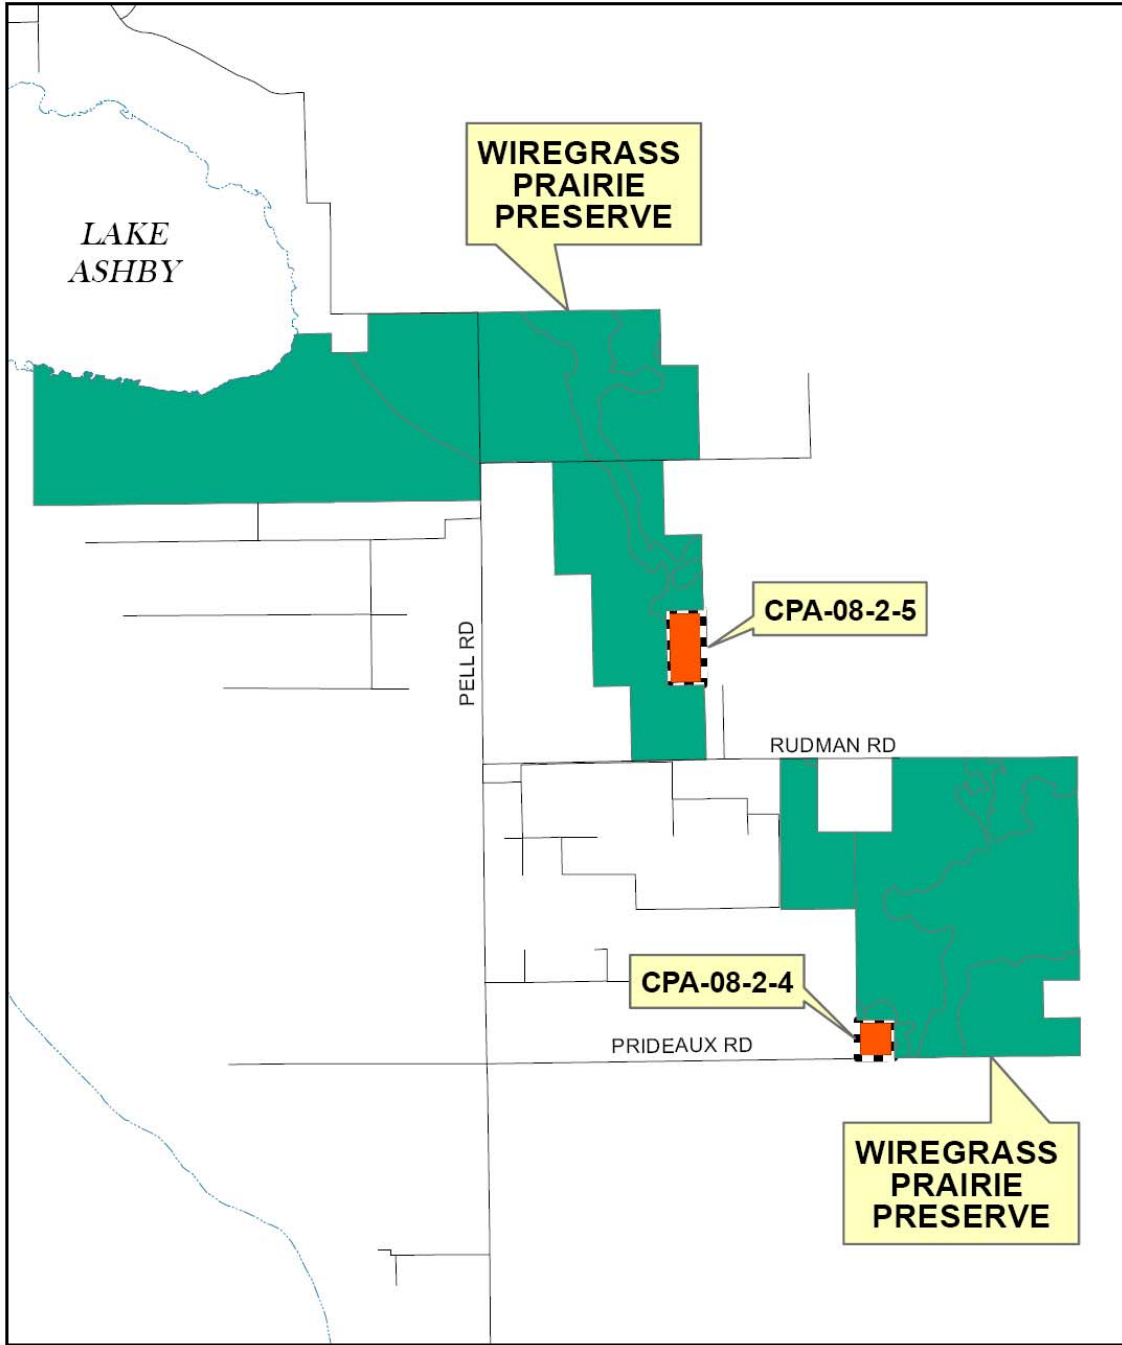 WIREGRASS
PRAIRIE
PRESERVE
LAKE
ASHBY
CPA-08-2-5
PELL RD
RUDMAN RD
CPA-08-2-4
PRIDEAUX RD
WIREGRASS
PRAIRIE
PRESERVE